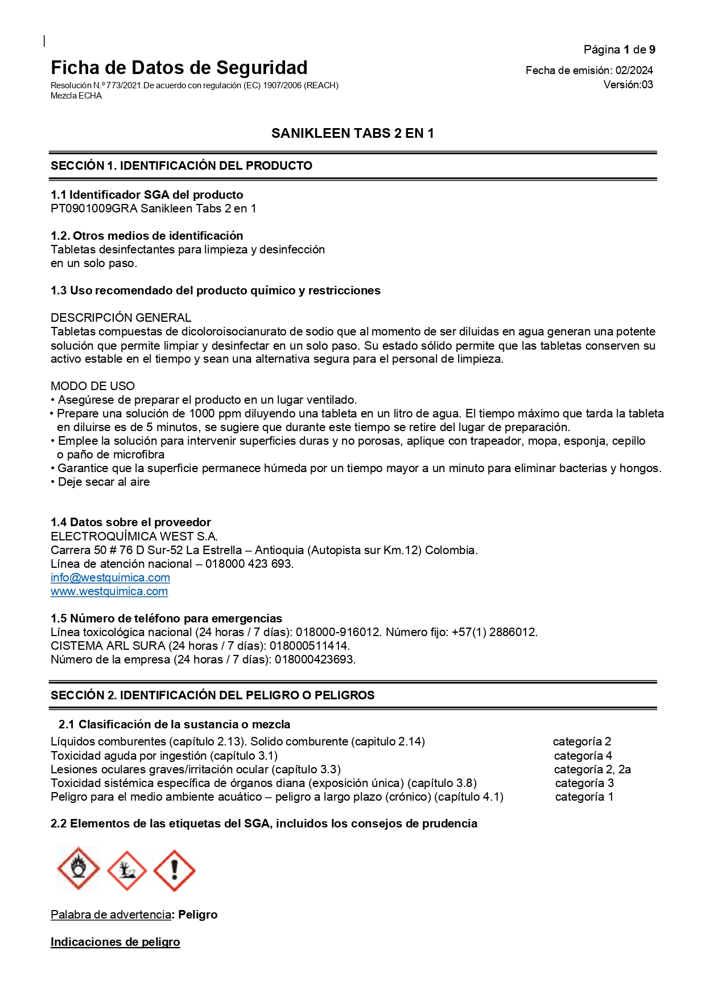 |
Página 1 de 9
Ficha de Datos de Seguridad
Fecha de emisión: 02/2024
Resolución N.º 773/2021.De acuerdo con regulación (EC) 1907/2006 (REACH)
Versión:03
Mezcla ECHA
SANIKLEEN TABS 2 EN 1
SECCIÓN 1. IDENTIFICACIÓN DEL PRODUCTO
1.1 Identificador SGA del producto
PT0901009GRA Sanikleen Tabs 2 en 1
1.2. Otros medios de identificación
Tabletas desinfectantes para limpieza y desinfección
en un solo paso.
1.3 Uso recomendado del producto químico y restricciones
DESCRIPCIÓN GENERAL
Tabletas compuestas de dicoloroisocianurato de sodio que al momento de ser diluidas en agua generan una potente
solución que permite limpiar y desinfectar en un solo paso. Su estado sólido permite que las tabletas conserven su
activo estable en el tiempo y sean una alternativa segura para el personal de limpieza.
MODO DE USO
• Asegúrese de preparar el producto en un lugar ventilado.
• Prepare una solución de 1000 ppm diluyendo una tableta en un litro de agua. El tiempo máximo que tarda la tableta
en diluirse es de 5 minutos, se sugiere que durante este tiempo se retire del lugar de preparación.
• Emplee la solución para intervenir superficies duras y no porosas, aplique con trapeador, mopa, esponja, cepillo
o paño de microfibra
• Garantice que la superficie permanece húmeda por un tiempo mayor a un minuto para eliminar bacterias y hongos.
• Deje secar al aire
1.4 Datos sobre el proveedor
ELECTROQUÍMICA WEST S.A.
Carrera 50 # 76 D Sur-52 La Estrella – Antioquia (Autopista sur Km.12) Colombia.
Línea de atención nacional – 018000 423 693.
info@westquimica.com
www.westquimica.com
1.5 Número de teléfono para emergencias
Línea toxicológica nacional (24 horas / 7 días): 018000-916012. Número fijo: +57(1) 2886012.
CISTEMA ARL SURA (24 horas / 7 días): 018000511414.
Número de la empresa (24 horas / 7 días): 018000423693.
SECCIÓN 2. IDENTIFICACIÓN DEL PELIGRO O PELIGROS
2.1 Clasificación de la sustancia o mezcla
Líquidos comburentes (capítulo 2.13). Solido comburente (capitulo 2.14) categoría 2
Toxicidad aguda por ingestión (capítulo 3.1) categoría 4
Lesiones oculares graves/irritación ocular (capítulo 3.3) categoría 2, 2a
Toxicidad sistémica específica de órganos diana (exposición única) (capítulo 3.8) categoría 3
Peligro para el medio ambiente acuático – peligro a largo plazo (crónico) (capítulo 4.1) categoría 1
2.2 Elementos de las etiquetas del SGA, incluidos los consejos de prudencia
Palabra de advertencia: Peligro
Indicaciones de peligro